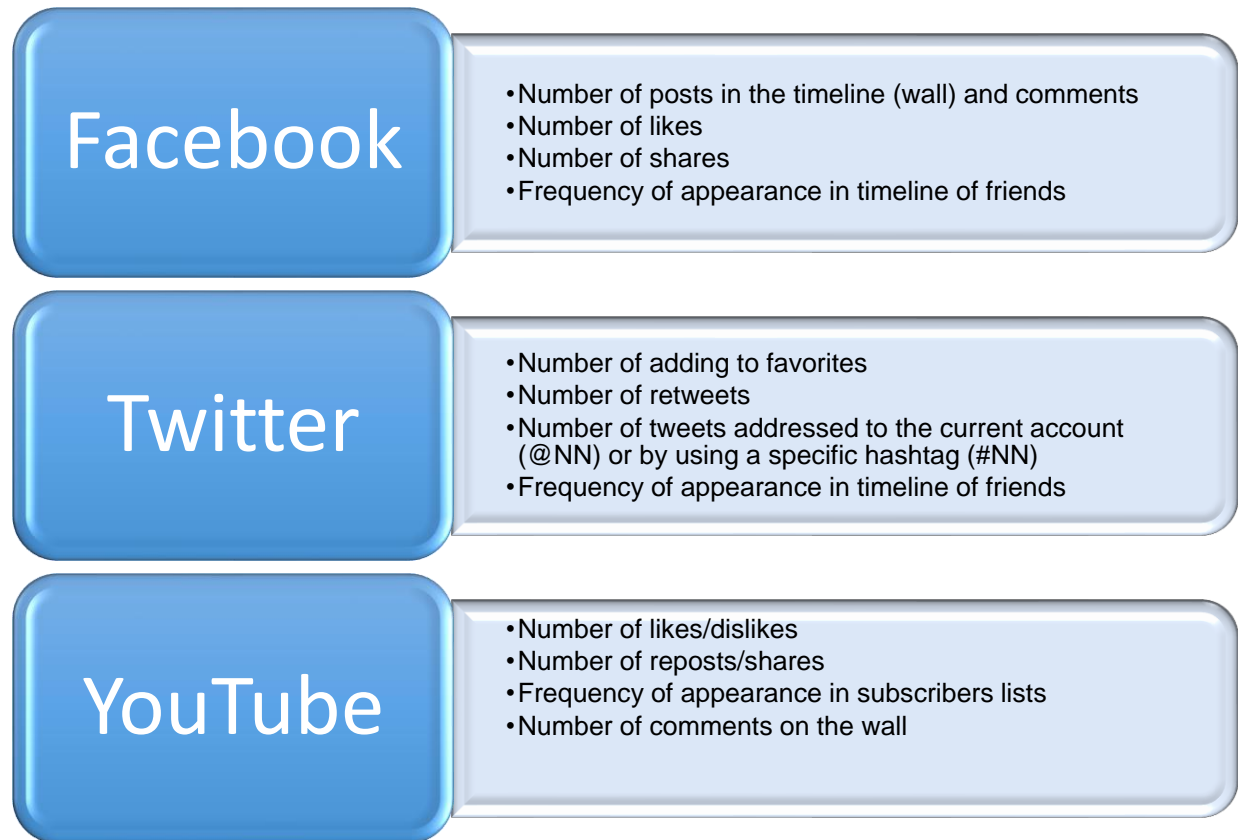 Facebook
•Number of posts in the timeline (wall) and comments
•Number of likes
•Number of shares
•Frequency of appearance in timeline of friends
Twitter
•Number of adding to favorites
•Number of retweets
•Number of tweets addressed to the current account
(@NN) or by using a specific hashtag (#NN)
•Frequency of appearance in timeline of friends
YouTube
•Number of likes/dislikes
•Number of reposts/shares
•Frequency of appearance in subscribers lists
•Number of comments on the wall